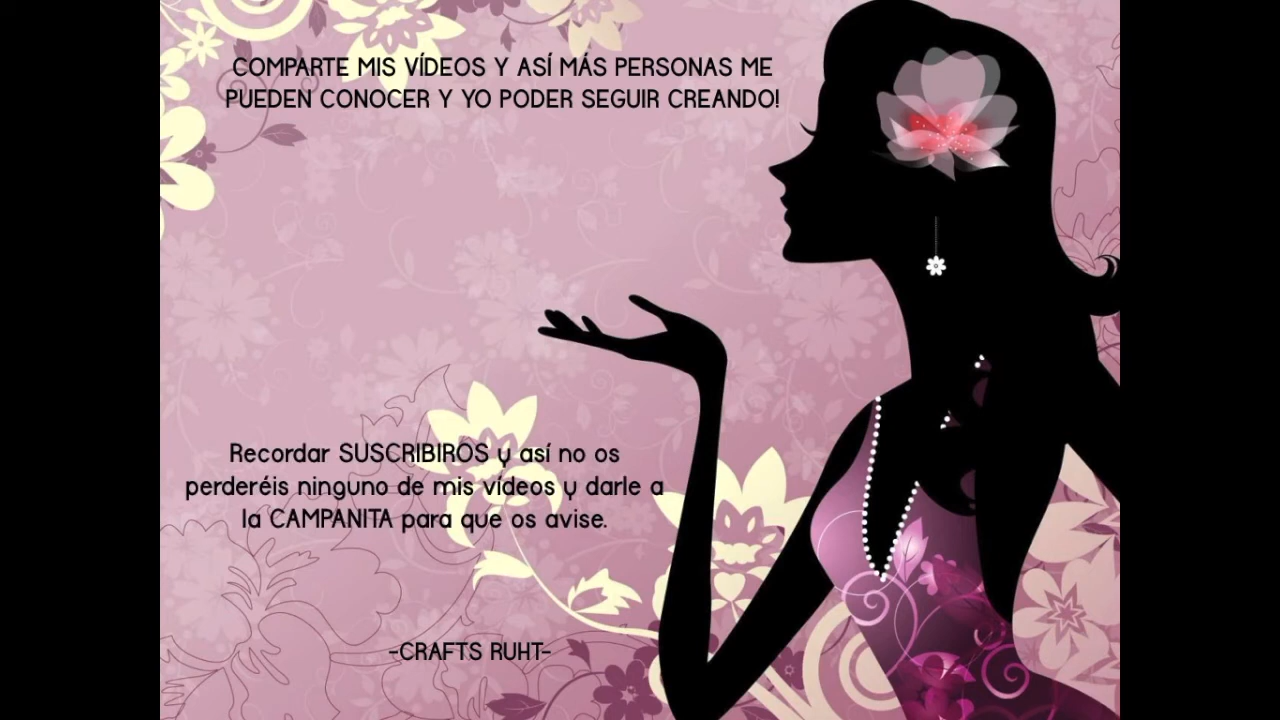 COMPARTE MIS VÍDEOS Y ASÍ MÁS PERSONAS ME
PUEDEN CONOCER Y YO PODER SEGUIR CREANDO!
Recordar SUSCRIBIROS y así no os
perderéis ninguno de mis vídeos y darle a
la CAMPANITA para que os avise.
-CRAFTS RUHT-